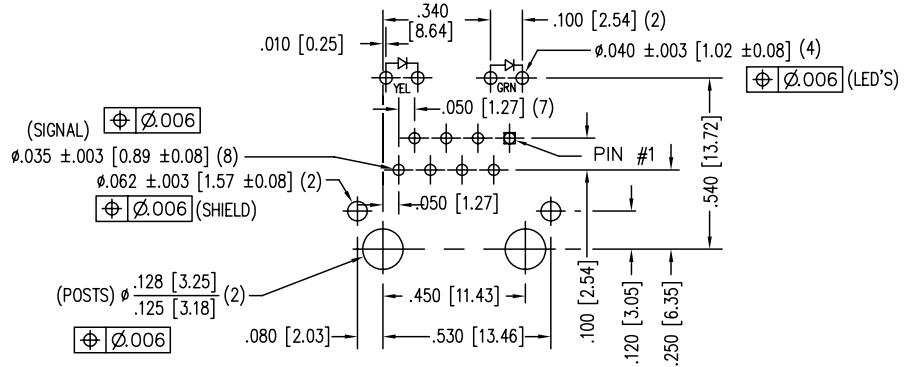 .340
[8.64]
.100 [2.54] (2)
.010 [0.25]
ø.040 ±.003 [1.02 ±0.08] (4)
⌖ Ø.006 (LED'S)
YEL
GRN
.050 [1.27] (7)
(SIGNAL) ⌖ Ø.006
ø.035 ±.003 [0.89 ±0.08] (8)
PIN #1
ø.062 ±.003 [1.57 ±0.08] (2)
⌖ Ø.006 (SHIELD)
.050 [1.27]
.540 [13.72]
(POSTS) ø .128 [3.25]
.125 [3.18] (2)
.450 [11.43]
.100 [2.54]
.120 [3.05]
.250 [6.35]
.080 [2.03]
.530 [13.46]
⌖ Ø.006